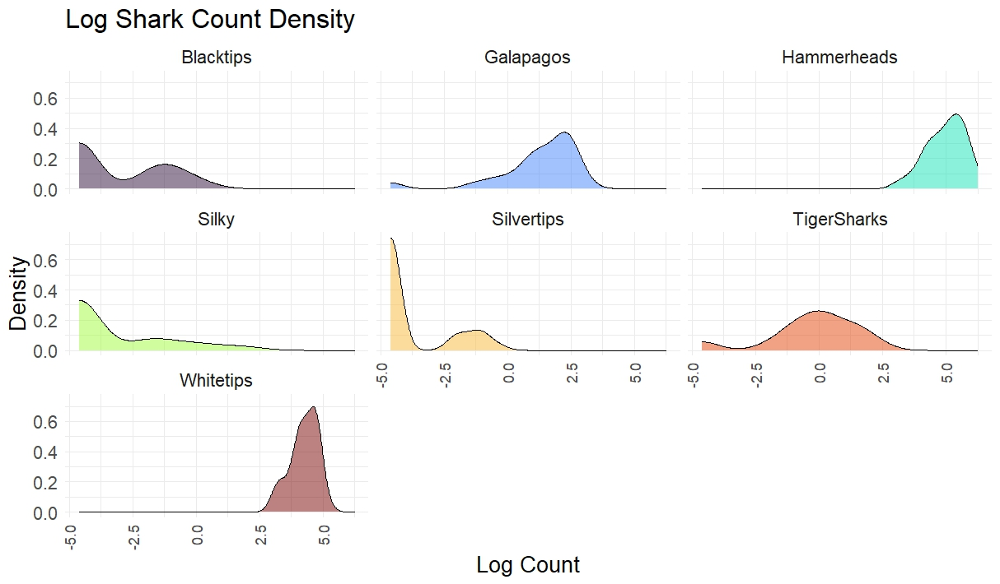 Log Shark Count Density
Blacktips Galapagos Hammerheads
0.6
0.4
0.2
0.0
Silky Silvertips TigerSharks
Density
0.6
0.4
0.2
0.0
-5.0 -2.5 0.0 2.5 5.0 -5.0 -2.5 0.0 2.5 5.0
Whitetips
0.6
0.4
0.2
0.0
-5.0 -2.5 0.0 2.5 5.0
Log Count